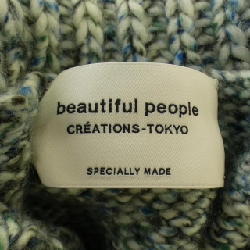 beautiful people
CRÉATIONS-TOKYO
SPECIALLY MADE